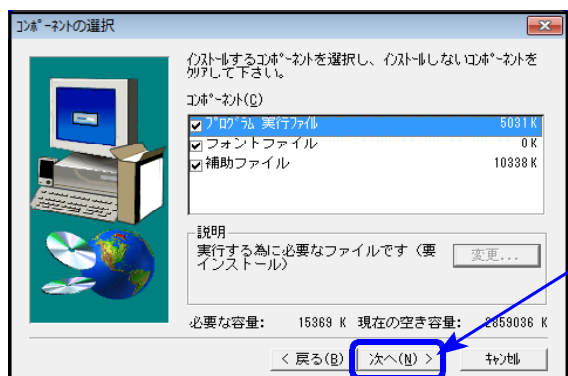 コンポーネントの選択
インストールするコンポーネントを選択し、インストールしないコンポーネントを
クリアして下さい。
コンポーネント(C)
プログラム 実行ファイル 5031 K
フォントファイル 0 K
補助ファイル 10338 K
説明
実行する為に必要なファイルです（要
インストール）
変更...
必要な容量: 15369 K 現在の空き容量: 2859036 K
< 戻る(B) 次へ(N) > キャンセル